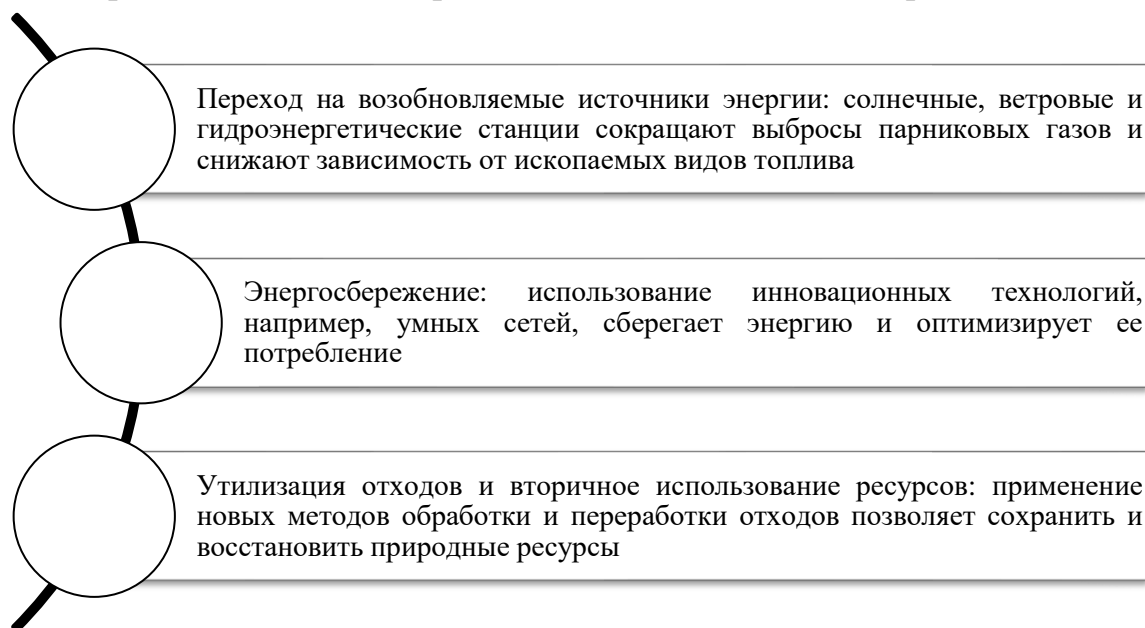 Переход на возобновляемые источники энергии: солнечные, ветровые и
гидроэнергетические станции сокращают выбросы парниковых газов и
снижают зависимость от ископаемых видов топлива
Энергосбережение: использование инновационных технологий,
например, умных сетей, сберегает энергию и оптимизирует ее
потребление
Утилизация отходов и вторичное использование ресурсов: применение
новых методов обработки и переработки отходов позволяет сохранить и
восстановить природные ресурсы